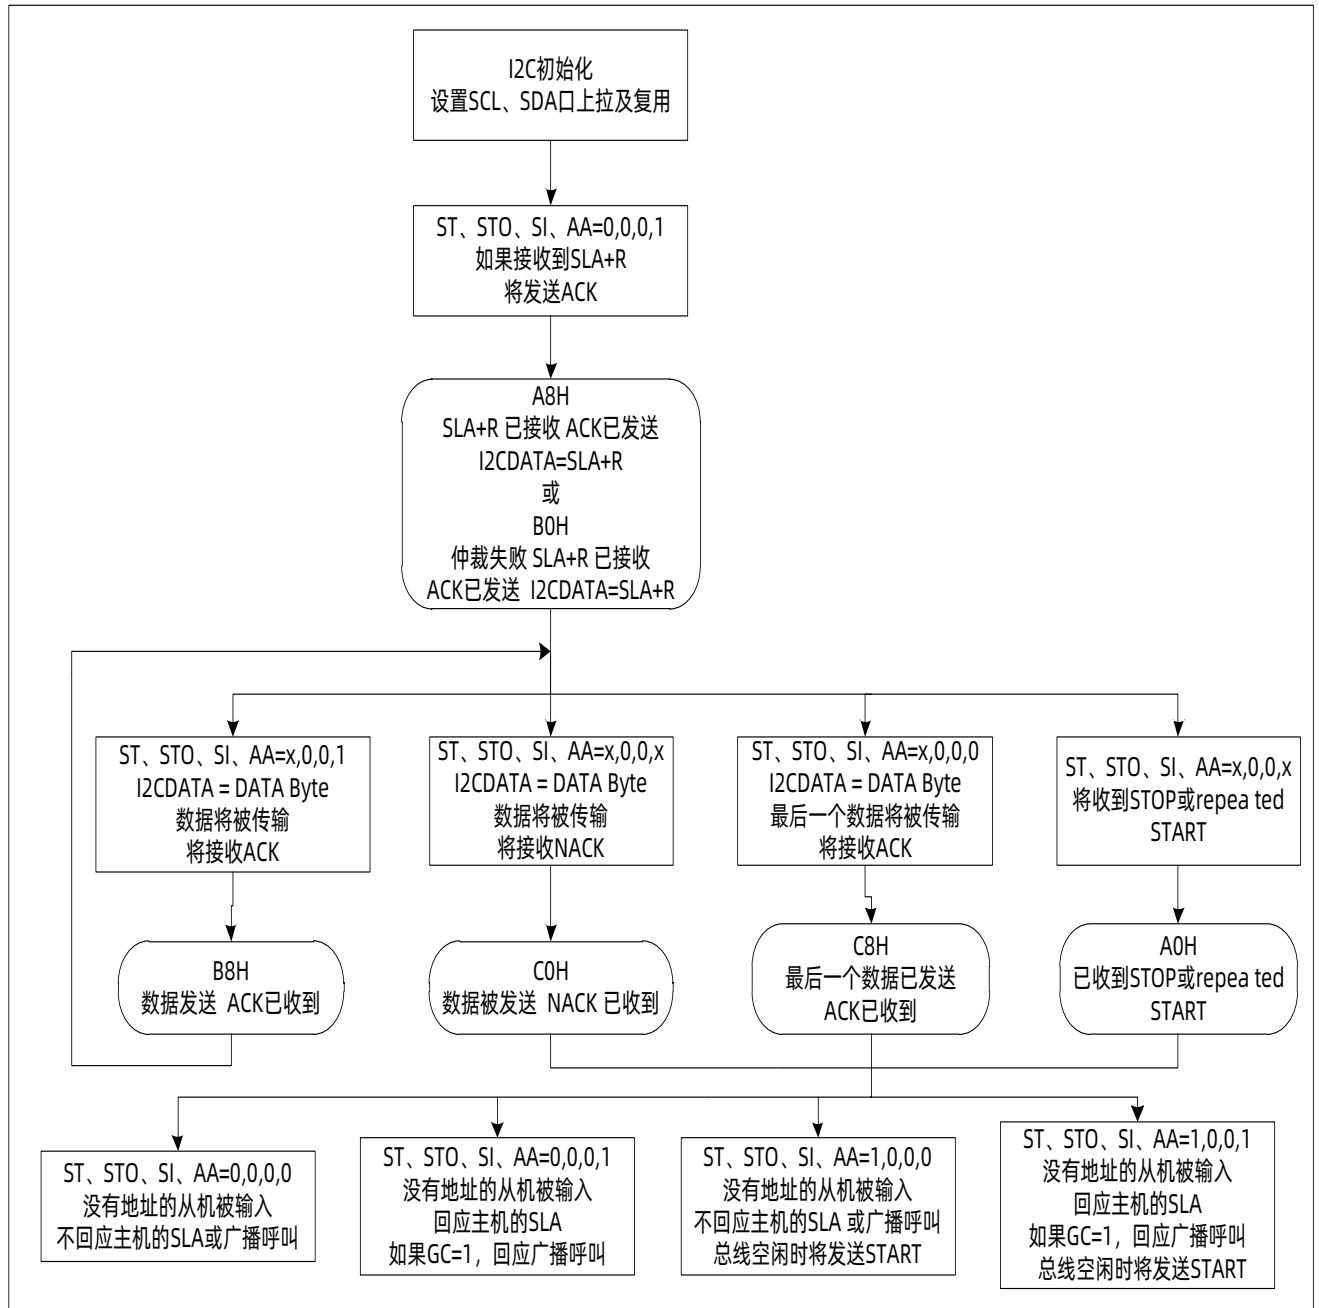 I2C初始化
设置SCL、SDA口上拉及复用
ST、STO、SI、AA=0,0,0,1
如果接收到SLA+R
将发送ACK
A8H
SLA+R 已接收 ACK已发送
I2CDATA=SLA+R
或
B0H
仲裁失败 SLA+R 已接收
ACK已发送 I2CDATA=SLA+R
ST、STO、SI、AA=x,0,0,1
I2CDATA = DATA Byte
数据将被传输
将接收ACK
ST、STO、SI、AA=x,0,0,x
I2CDATA = DATA Byte
数据将被传输
将接收NACK
ST、STO、SI、AA=x,0,0,0
I2CDATA = DATA Byte
最后一个数据将被传输
将接收ACK
ST、STO、SI、AA=x,0,0,x
将收到STOP或repea ted
START
B8H
数据发送 ACK已收到
C0H
数据被发送 NACK 已收到
C8H
最后一个数据已发送
ACK已收到
A0H
已收到STOP或repea ted
START
ST、STO、SI、AA=0,0,0,0
没有地址的从机被输入
不回应主机的SLA或广播呼叫
ST、STO、SI、AA=0,0,0,1
没有地址的从机被输入
回应主机的SLA
如果GC=1，回应广播呼叫
ST、STO、SI、AA=1,0,0,0
没有地址的从机被输入
不回应主机的SLA 或广播呼叫
总线空闲时将发送START
ST、STO、SI、AA=1,0,0,1
没有地址的从机被输入
回应主机的SLA
如果GC=1，回应广播呼叫
总线空闲时将发送START